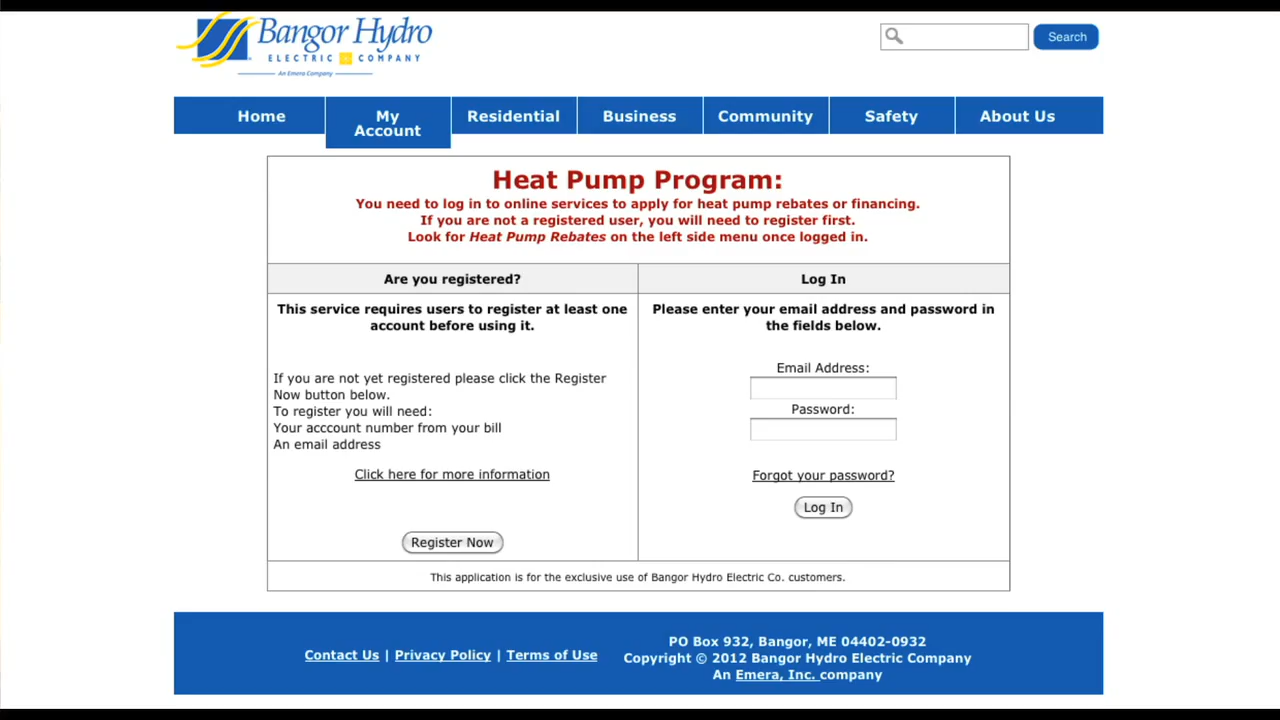 Bangor Hydro
ELECTRIC COMPANY
An Emera Company
Search
Home
My Account
Residential
Business
Community
Safety
About Us
Heat Pump Program:
You need to log in to online services to apply for heat pump rebates or financing.
If you are not a registered user, you will need to register first.
Look for Heat Pump Rebates on the left side menu once logged in.
Are you registered?
This service requires users to register at least one
account before using it.
If you are not yet registered please click the Register
Now button below.
To register you will need:
Your acccount number from your bill
An email address
Click here for more information
Register Now
Log In
Please enter your email address and password in
the fields below.
Email Address:
Password:
Forgot your password?
Log In
This application is for the exclusive use of Bangor Hydro Electric Co. customers.
Contact Us | Privacy Policy | Terms of Use
PO Box 932, Bangor, ME 04402-0932
Copyright © 2012 Bangor Hydro Electric Company
An Emera, Inc. company